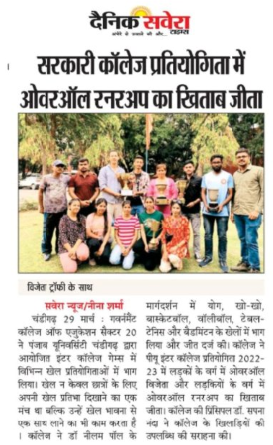 दैनिक सवेरा
टाइम्स
सरकारी कॉलेज प्रतियोगिता में
ओवरऑल रनरअप का खिताब जीता
विजेता ट्रॉफी के साथ
सवेरा न्यूज/नीना शर्मा
चंडीगढ़ 29 मार्च : गवर्नमेंट
कॉलेज ऑफ एजुकेशन सैक्टर 20
ने पंजाब यूनिवर्सिटी चंडीगढ़ द्वारा
आयोजित इंटर कॉलेज गेम्स में
विभिन्न खेल प्रतियोगिताओं में भाग
लिया। खेल न केवल छात्रों के लिए
अपनी खेल प्रतिभा दिखाने का एक
मंच था बल्कि उन्हें खेल भावना से
एक साथ लाने का भी काम करता है
। कॉलेज ने डॉ नीलम पॉल के
मार्गदर्शन में योग, खो-खो,
बास्केटबॉल, वॉलीबॉल, टेबल-
टेनिस और बैडमिंटन के खेलों में भाग
लिया और जीत दर्ज की। कॉलेज ने
पीयू इंटर कॉलेज प्रतियोगिता 2022-
23 में लड़कों के वर्ग में ओवरऑल
विजेता और लड़कियों के वर्ग में
ओवरऑल रनरअप का खिताब
जीता। कॉलेज की प्रिंसिपल डॉ. सपना
नंदा ने कॉलेज के खिलाड़ियों की
उपलब्धि की सराहना की।